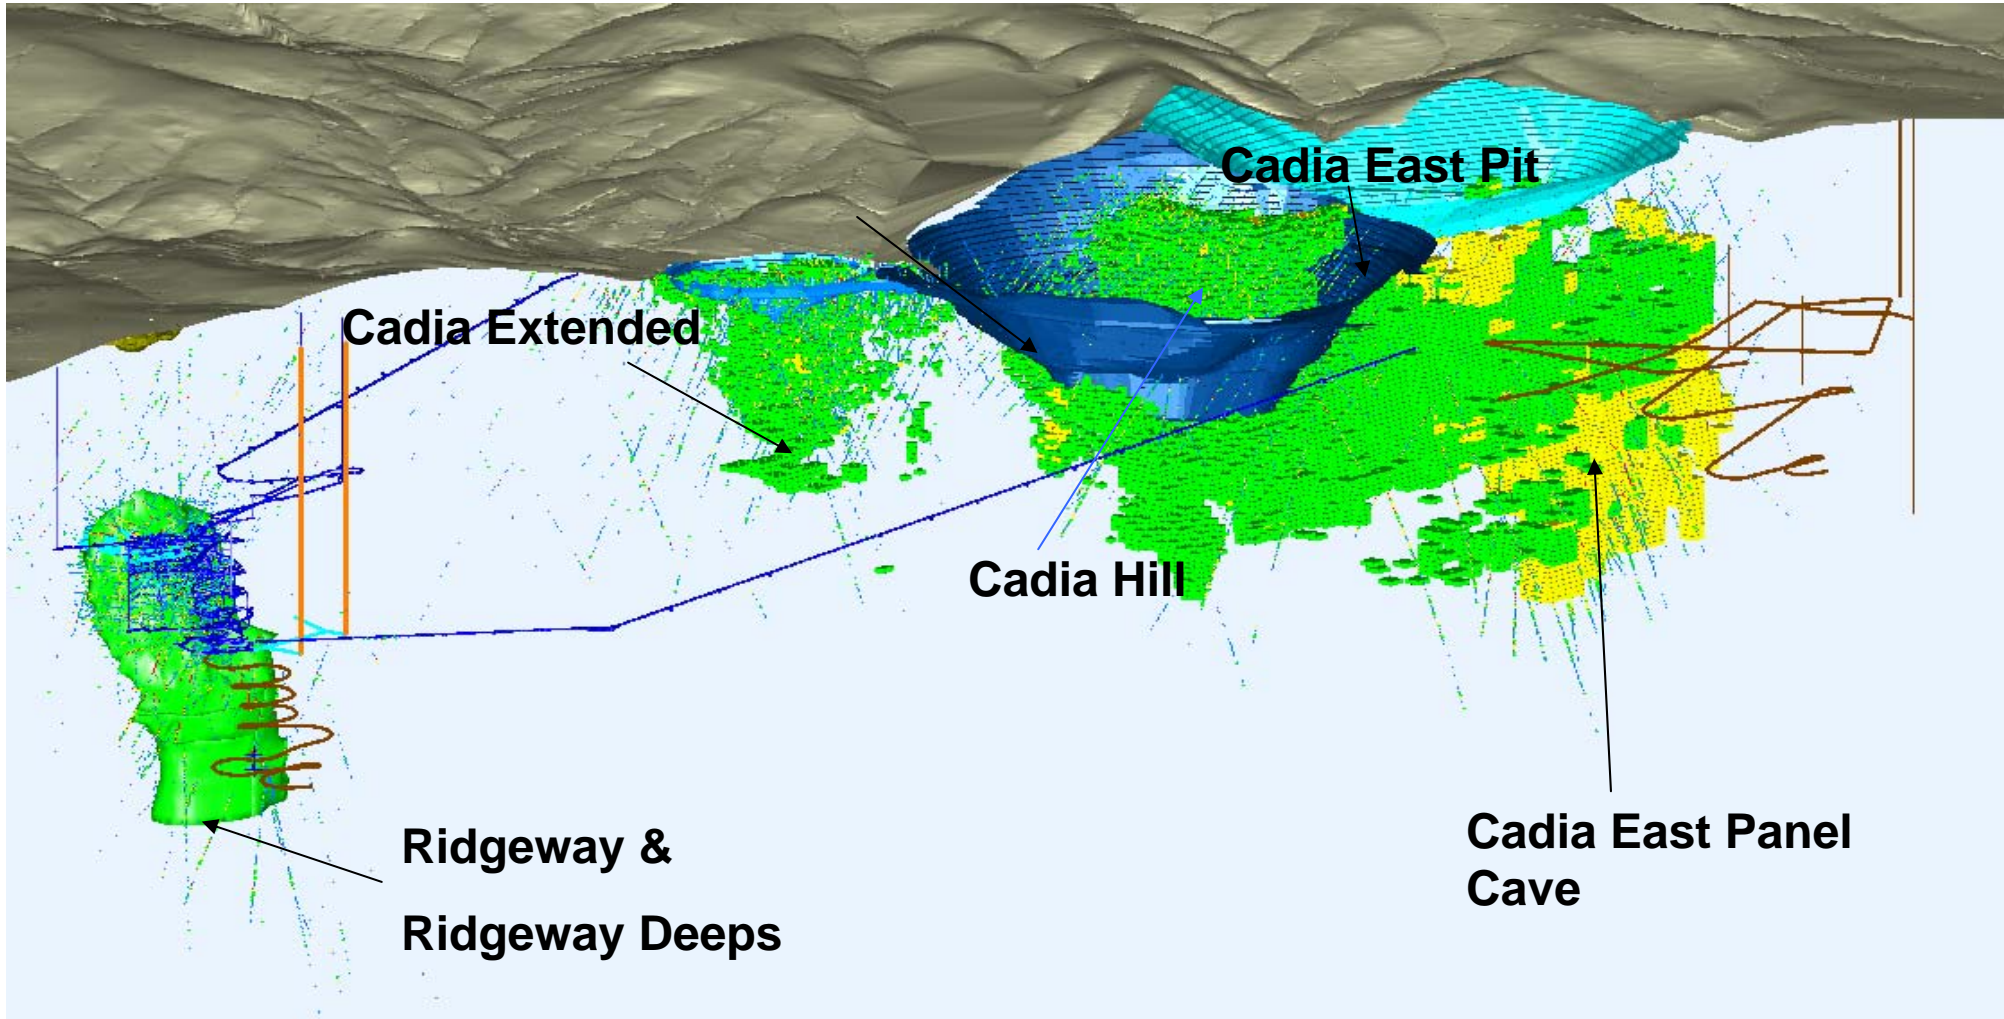 Cadia East Pit
Cadia Extended
Cadia Hill
Ridgeway &
Ridgeway Deeps
Cadia East Panel
Cave